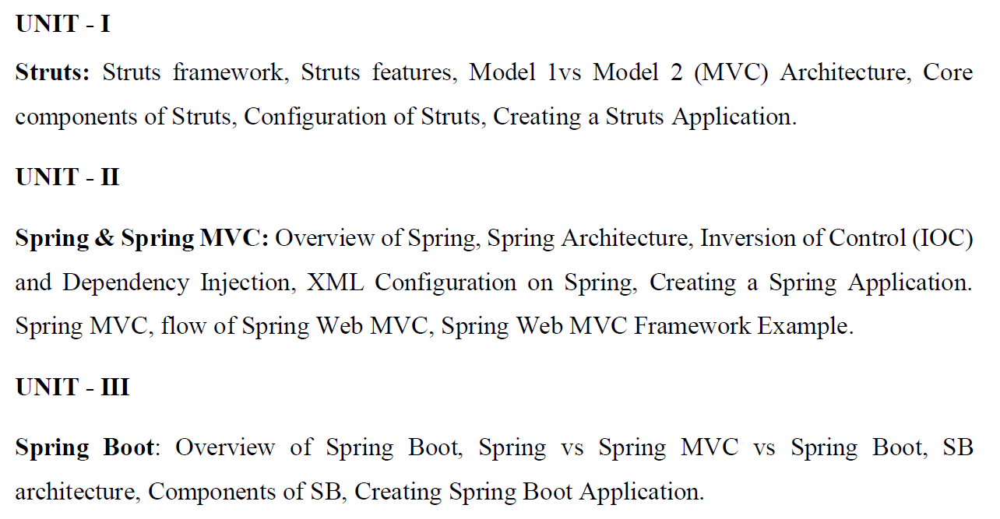 UNIT - I
Struts: Struts framework, Struts features, Model 1vs Model 2 (MVC) Architecture, Core
components of Struts, Configuration of Struts, Creating a Struts Application.
UNIT - II
Spring & Spring MVC: Overview of Spring, Spring Architecture, Inversion of Control (IOC)
and Dependency Injection, XML Configuration on Spring, Creating a Spring Application.
Spring MVC, flow of Spring Web MVC, Spring Web MVC Framework Example.
UNIT - III
Spring Boot: Overview of Spring Boot, Spring vs Spring MVC vs Spring Boot, SB
architecture, Components of SB, Creating Spring Boot Application.